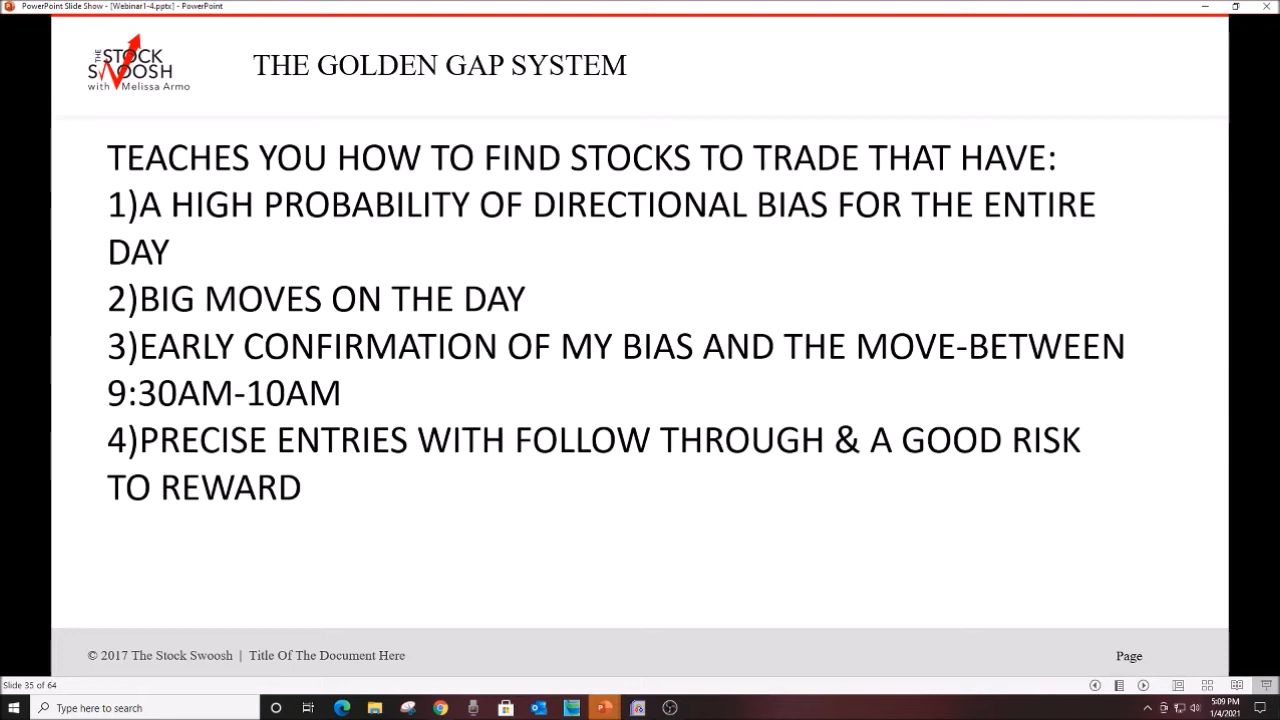 PowerPoint Slide Show - [Webinar1-4.pptx] - PowerPoint
THE STOCK
SWOOSH
with Melissa Armo
THE GOLDEN GAP SYSTEM
TEACHES YOU HOW TO FIND STOCKS TO TRADE THAT HAVE:
1)A HIGH PROBABILITY OF DIRECTIONAL BIAS FOR THE ENTIRE
DAY
2)BIG MOVES ON THE DAY
3)EARLY CONFIRMATION OF MY BIAS AND THE MOVE-BETWEEN
9:30AM-10AM
4)PRECISE ENTRIES WITH FOLLOW THROUGH & A GOOD RISK
TO REWARD
© 2017 The Stock Swoosh | Title Of The Document Here
Page
Slide 35 of 64
Type here to search
5:09 PM
1/4/2021